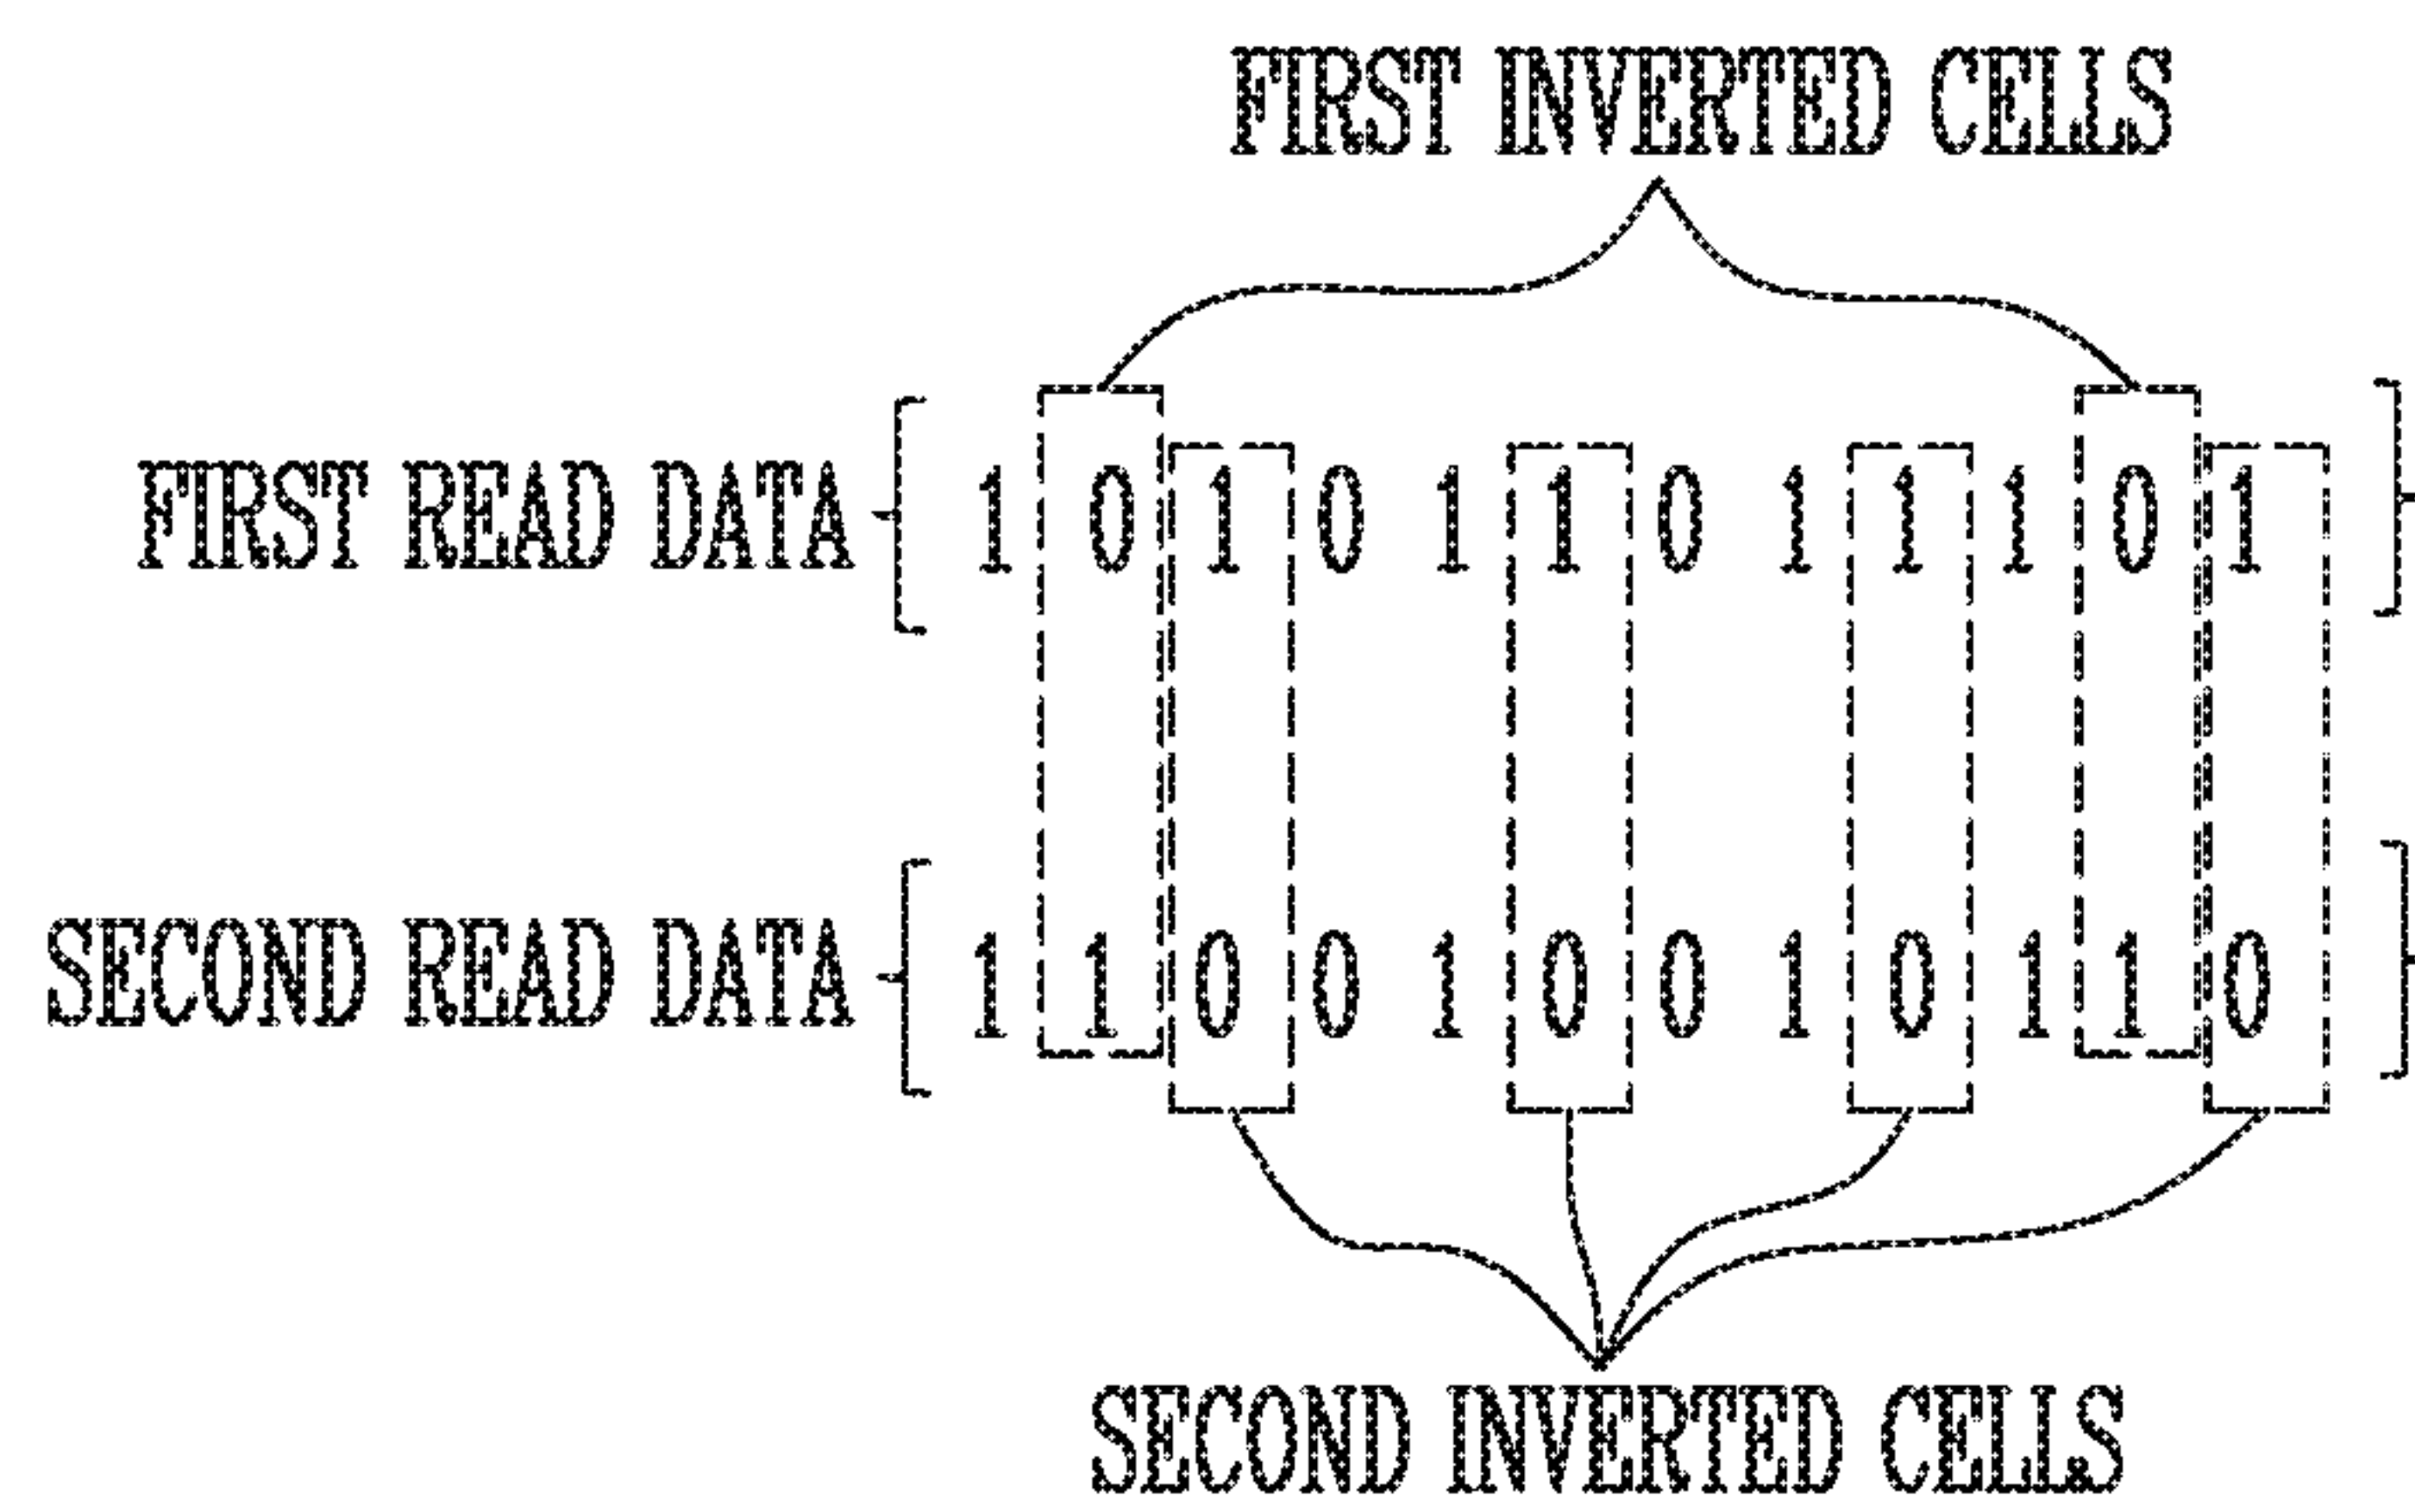 FIRST INVERTED CELLS
FIRST READ DATA 1 0 1 0 1 1 0 1 1 1 0 1
SECOND READ DATA 1 1 0 0 1 0 0 1 0 1 1 0
SECOND INVERTED CELLS